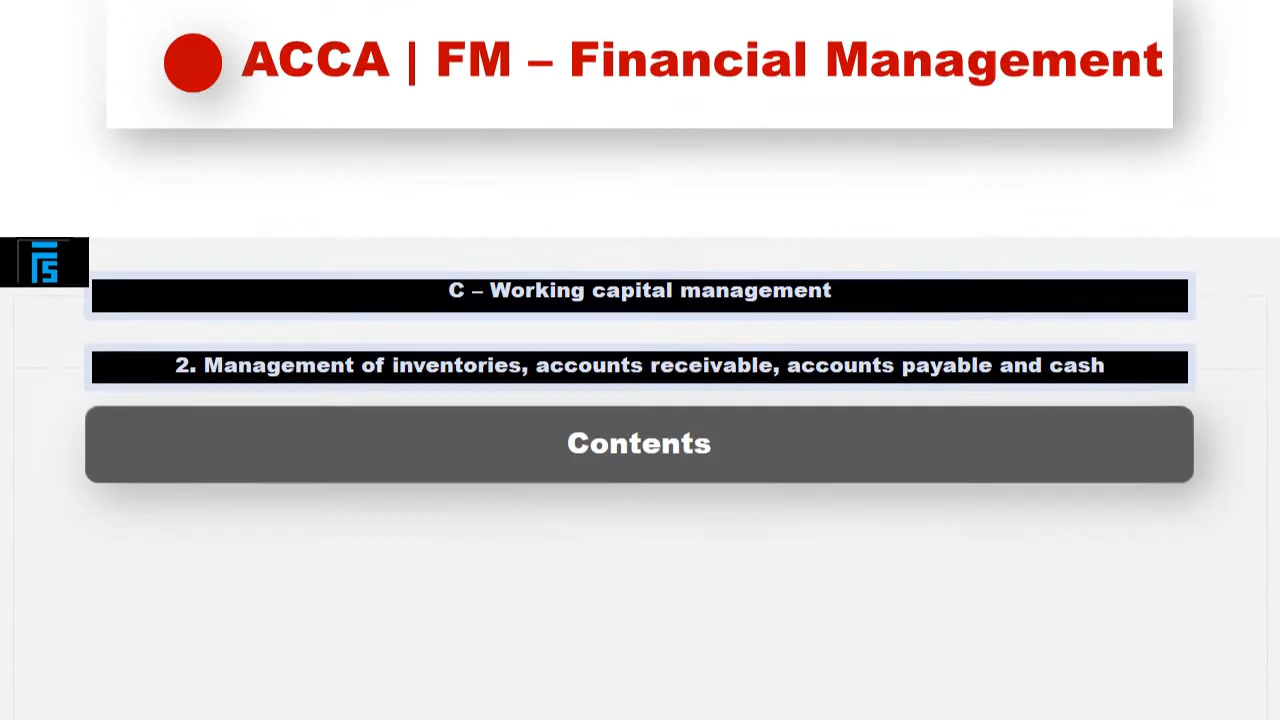 ACCA | FM – Financial Management
C – Working capital management
2. Management of inventories, accounts receivable, accounts payable and cash
Contents